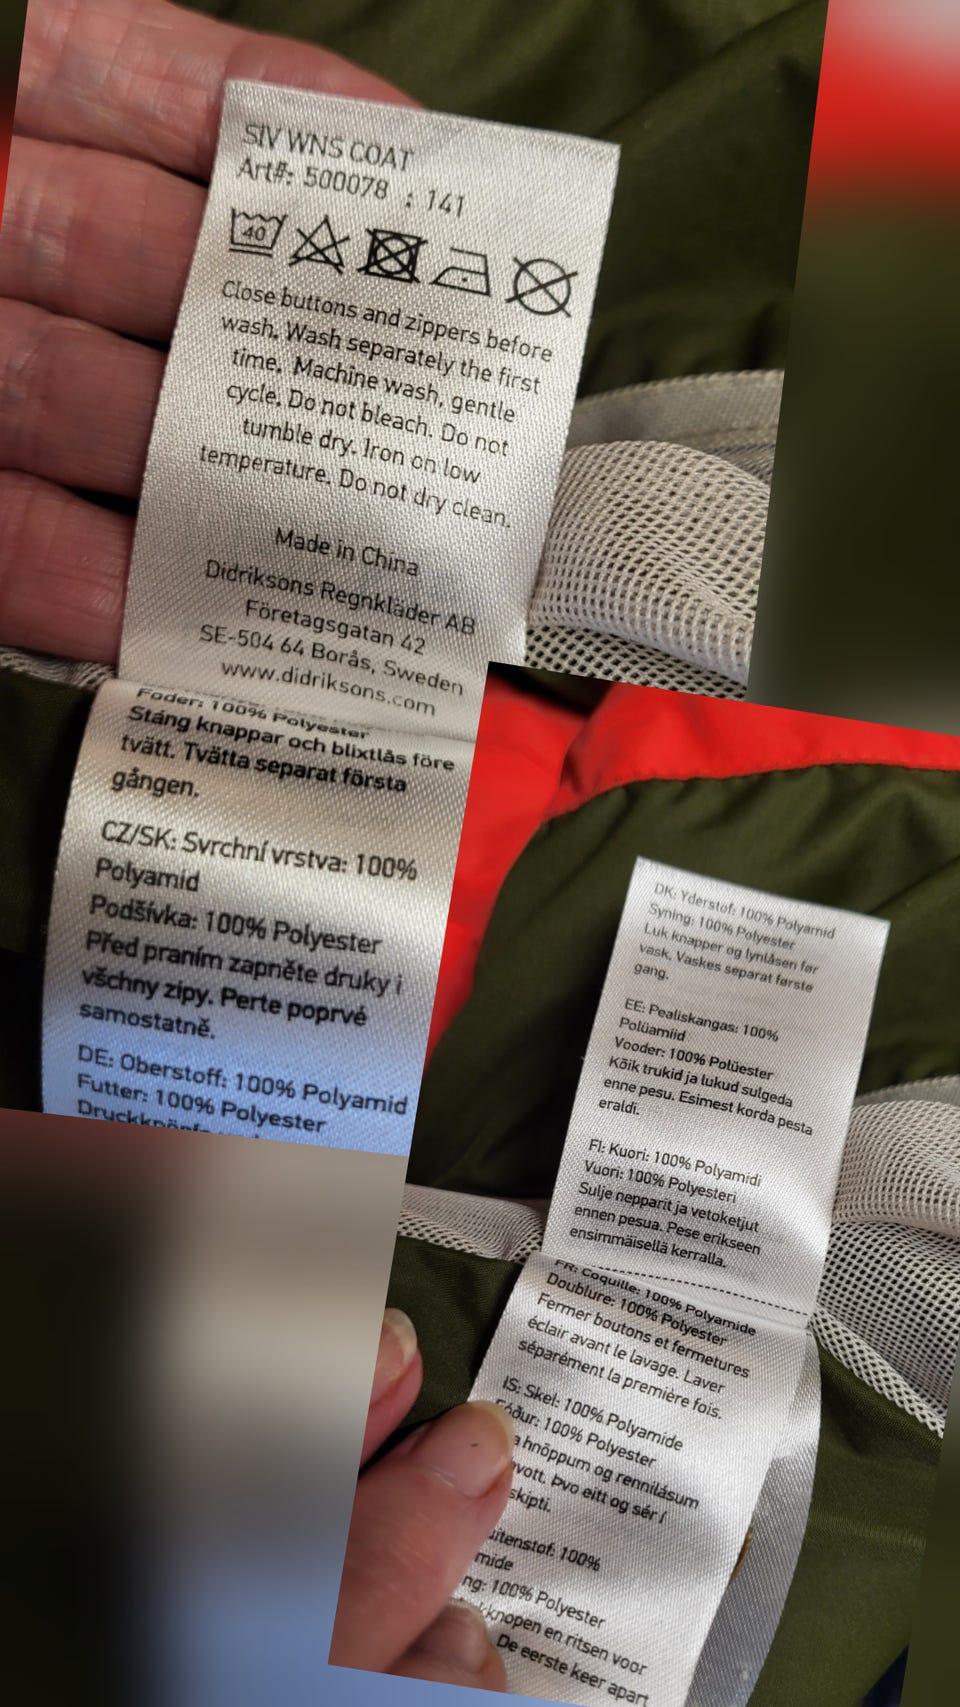 SIV WNS COAT
Art#: 500078 : 141
40
Close buttons and zippers before
wash. Wash separately the first
time. Machine wash, gentle
cycle. Do not bleach. Do not
tumble dry. Iron on low
temperature. Do not dry clean.
Made in China
Didriksons Regnkläder AB
Företagsgatan 42
SE-504 64 Borås, Sweden
www.didriksons.com
Foder: 100% Polyester
Stäng knappar och blixtlås före
tvätt. Tvätta separat första
gången.
CZ/SK: Svrchní vrstva: 100%
Polyamid
Podšívka: 100% Polyester
Před praním zapněte druky i
všchny zipy. Perte poprvé
samostatně.
DE: Oberstoff: 100% Polyamid
Futter: 100% Polyester
DK: Yderstof: 100% Polyamid
Syning: 100% Polyester
Luk knapper og lynlåsen før
vask. Vaskes separat første
gang.
EE: Pealiskangas: 100%
Polüamiid
Vooder: 100% Polüester
Kõik trukid ja lukud sulgeda
enne pesu. Esimest korda pesta
eraldi.
FI: Kuori: 100% Polyamidi
Vuori: 100% Polyesteri
Sulje nepparit ja vetoketjut
ennen pesua. Pese erikseen
ensimmäisellä kerralla.
FR: Coquille: 100% Polyamide
Doublure: 100% Polyester
Fermer boutons et fermetures
éclair avant le lavage. Laver
séparément la première fois.
IS: Skel: 100% Polyamide
Fóður: 100% Polyester
hnöppum og rennilásum
Þvo eitt og sér í
skipti.
100%
100% Polyester
en ritsen voor
De eerste keer apart